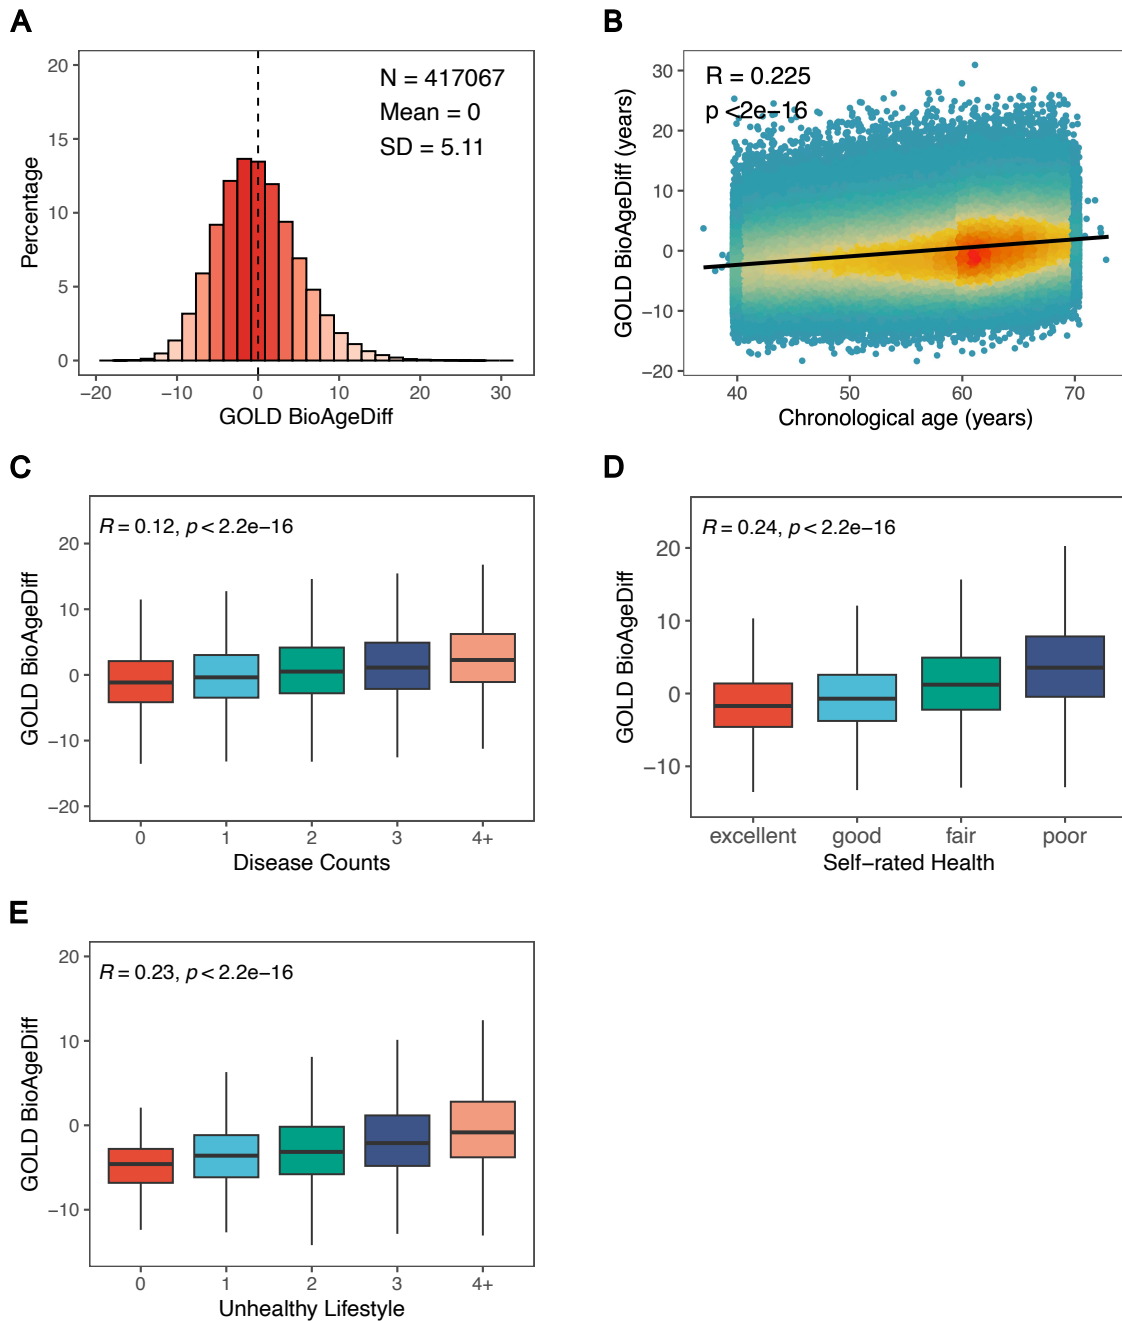 A
N = 417067
Mean = 0
SD = 5.11
20
15
10
5
0
Percentage
−20
−10
0
10
20
30
GOLD BioAgeDiff
B
R = 0.225
p <2e−16
30
20
10
0
−10
−20
GOLD BioAgeDiff (years)
40
50
60
70
Chronological age (years)
C
R = 0.12, p < 2.2e−16
20
10
0
−10
−20
GOLD BioAgeDiff
0
1
2
3
4+
Disease Counts
D
R = 0.24, p < 2.2e−16
20
10
0
−10
GOLD BioAgeDiff
excellent
good
fair
poor
Self−rated Health
E
R = 0.23, p < 2.2e−16
20
10
0
−10
GOLD BioAgeDiff
0
1
2
3
4+
Unhealthy Lifestyle